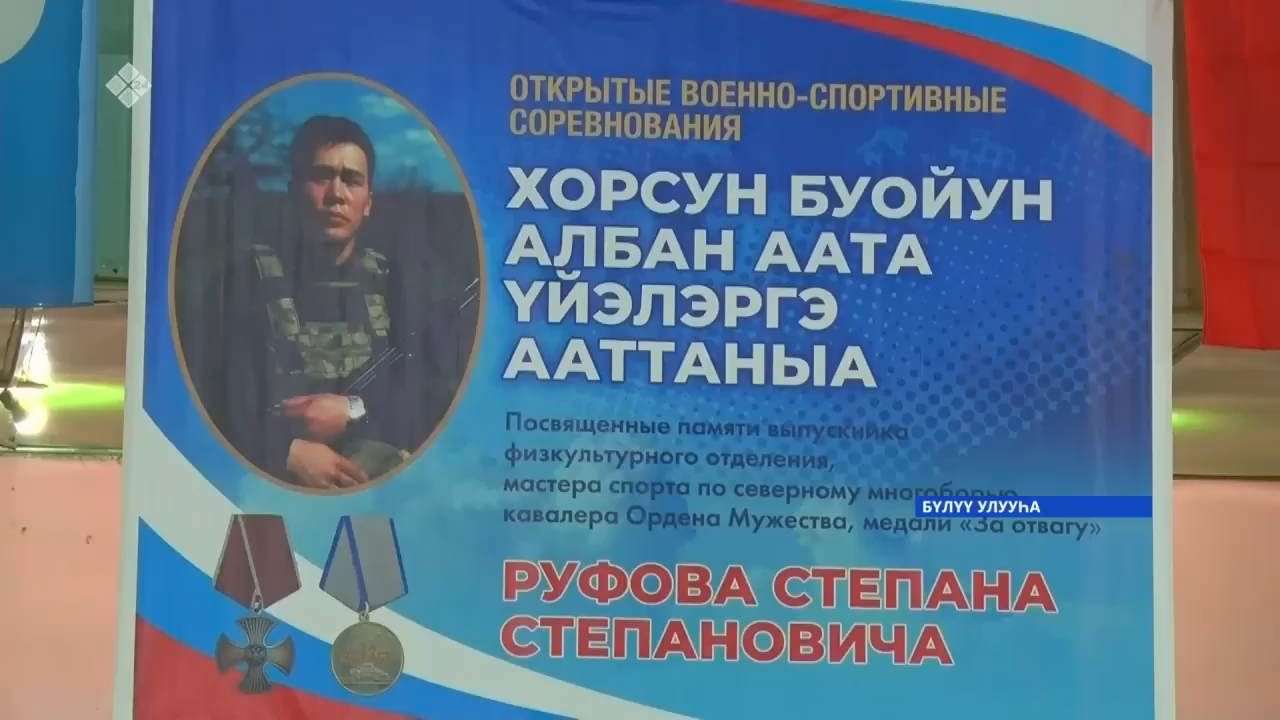 ОТКРЫТЫЕ ВОЕННО-СПОРТИВНЫЕ
СОРЕВНОВАНИЯ
ХОРСУН БУОЙУН
АЛБАН ААТА
ҮЙЭЛЭРГЭ
ААТТАНЫА
Посвященные памяти выпускника
физкультурного отделения,
мастера спорта по северному многоборью
кавалера Ордена Мужества, медали «За отвагу»
БҮЛҮҮ УЛУУҺА
РУФОВА СТЕПАНА
СТЕПАНОВИЧА